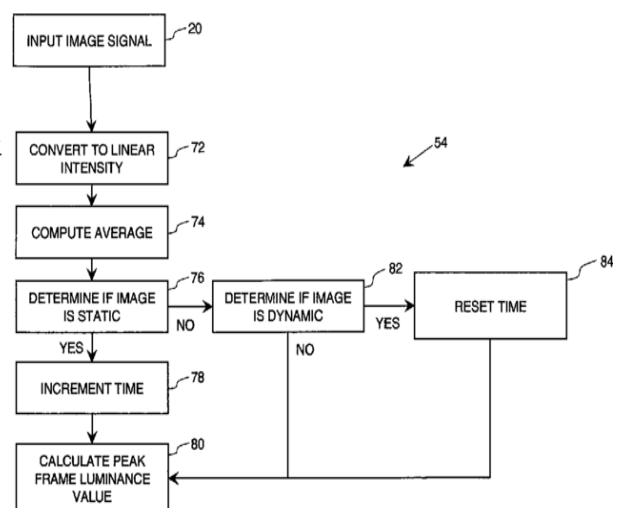 INPUT IMAGE SIGNAL
20
54
CONVERT TO LINEAR
INTENSITY
72
COMPUTE AVERAGE
74
DETERMINE IF IMAGE
IS STATIC
76
NO
YES
DETERMINE IF IMAGE
IS DYNAMIC
82
YES
NO
RESET TIME
84
INCREMENT TIME
78
CALCULATE PEAK
FRAME LUMINANCE
VALUE
80